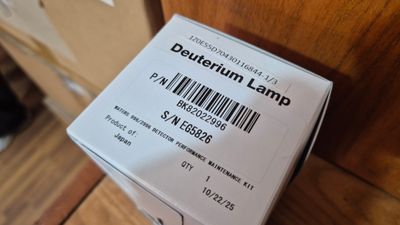 120E55D70430116844-1/3
Deuterium Lamp
P/N
BK82022996
S/N E65826
WATERS 996/2996 DETECTOR PERFORMANCE MAINTENANCE KIT
Product of:
Japan
QTY
1
10/22/25